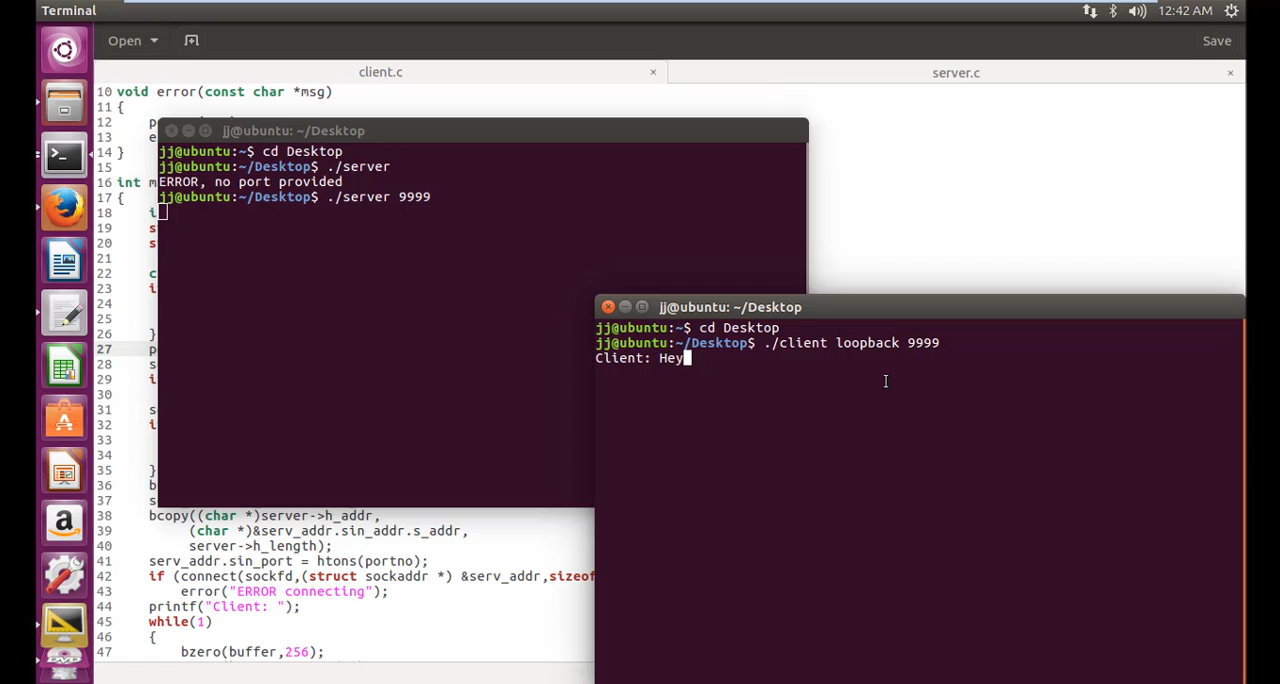 Terminal
12:42 AM
Open
Save
client.c
server.c
10 void error(const char *msg)
11 {
12 p
13 e
14 }
15
16 int m
17 {
18 i
19 s
20 s
22 c
23 i
26 }
27 p
28 s
29 i
30
31 s
32 i
33
35 }
36 b
37 s
38 bcopy((char *)server->h_addr,
39 (char *)&serv_addr.sin_addr.s_addr,
40 server->h_length);
41 serv_addr.sin_port = htons(portno);
42 if (connect(sockfd,(struct sockaddr *) &serv_addr,sizeof
43 error("ERROR connecting");
44 printf("Client: ");
45 while(1)
46 {
47 bzero(buffer,256);
jj@ubuntu: ~/Desktop
jj@ubuntu:~$ cd Desktop
jj@ubuntu:~/Desktop$ ./server
ERROR, no port provided
jj@ubuntu:~/Desktop$ ./server 9999
jj@ubuntu: ~/Desktop
jj@ubuntu:~$ cd Desktop
jj@ubuntu:~/Desktop$ ./client loopback 9999
Client: Hey